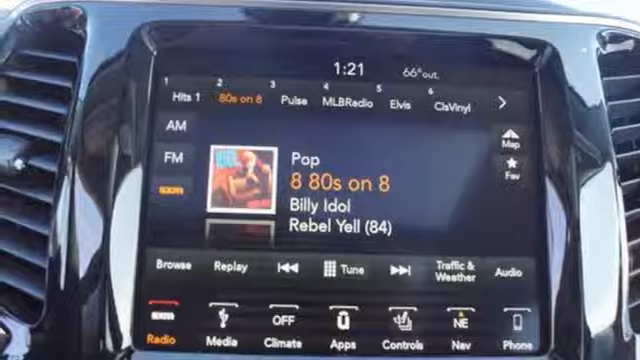 1:21 66° out.
1 2 3 4 5 6
Hits 1 80s on 8 Pulse MLBRadio Elvis ClsVinyl
AM
FM
Map
Fav
Pop
8 80s on 8
Billy Idol
Rebel Yell (84)
Browse Replay Tune Traffic & Weather Audio
OFF NE
Radio Media Climate Apps Controls Nav Phone